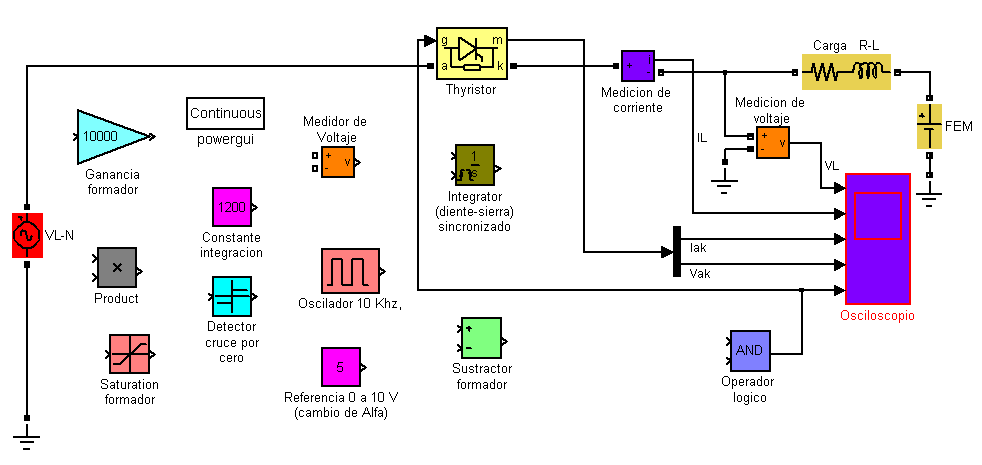 g
m
a
k
Thyristor
+
-
i
Medicion de
corriente
Carga R-L
FEM
+
Medicion de
voltaje
+
-
v
IL
VL
10000
Ganancia
formador
Continuous
powergui
Medidor de
Voltaje
+
-
v
1
s
Integrator
(diente-sierra)
sincronizado
VL-N
1200
Constante
integracion
×
Product
Detector
cruce por
cero
Oscilador 10 Khz,
Iak
Vak
Osciloscopio
Saturation
formador
5
Referencia 0 a 10 V
(cambio de Alfa)
+
-
Sustractor
formador
AND
Operador
logico